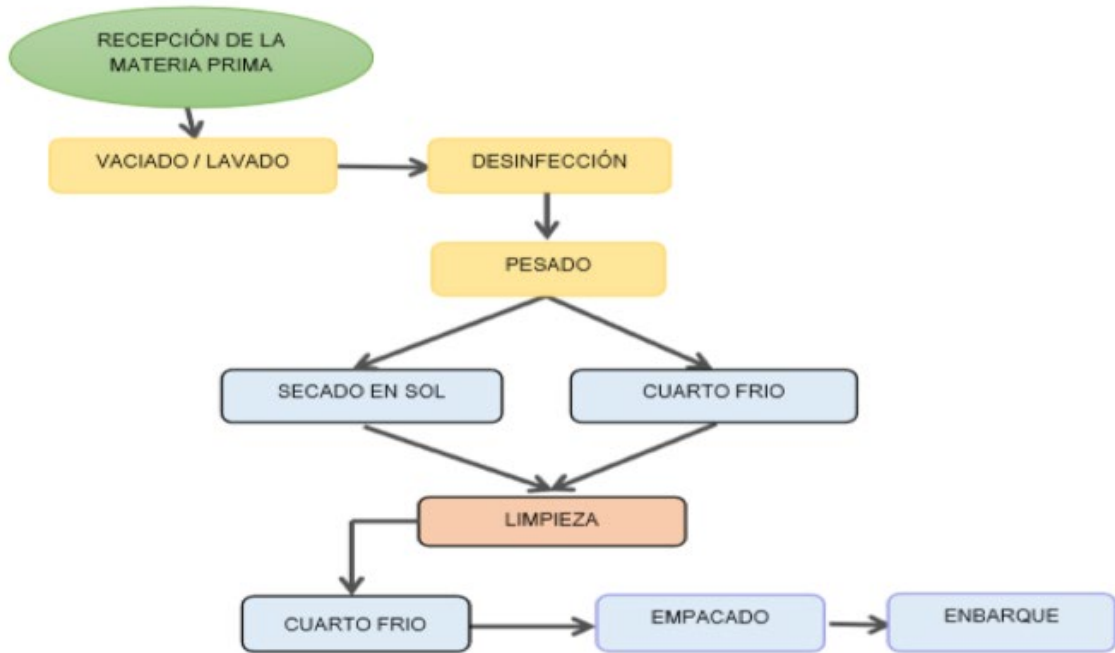 RECEPCIÓN DE LA
MATERIA PRIMA
VACIADO / LAVADO
DESINFECCIÓN
PESADO
SECADO EN SOL
CUARTO FRIO
LIMPIEZA
CUARTO FRIO
EMPACADO
ENBARQUE